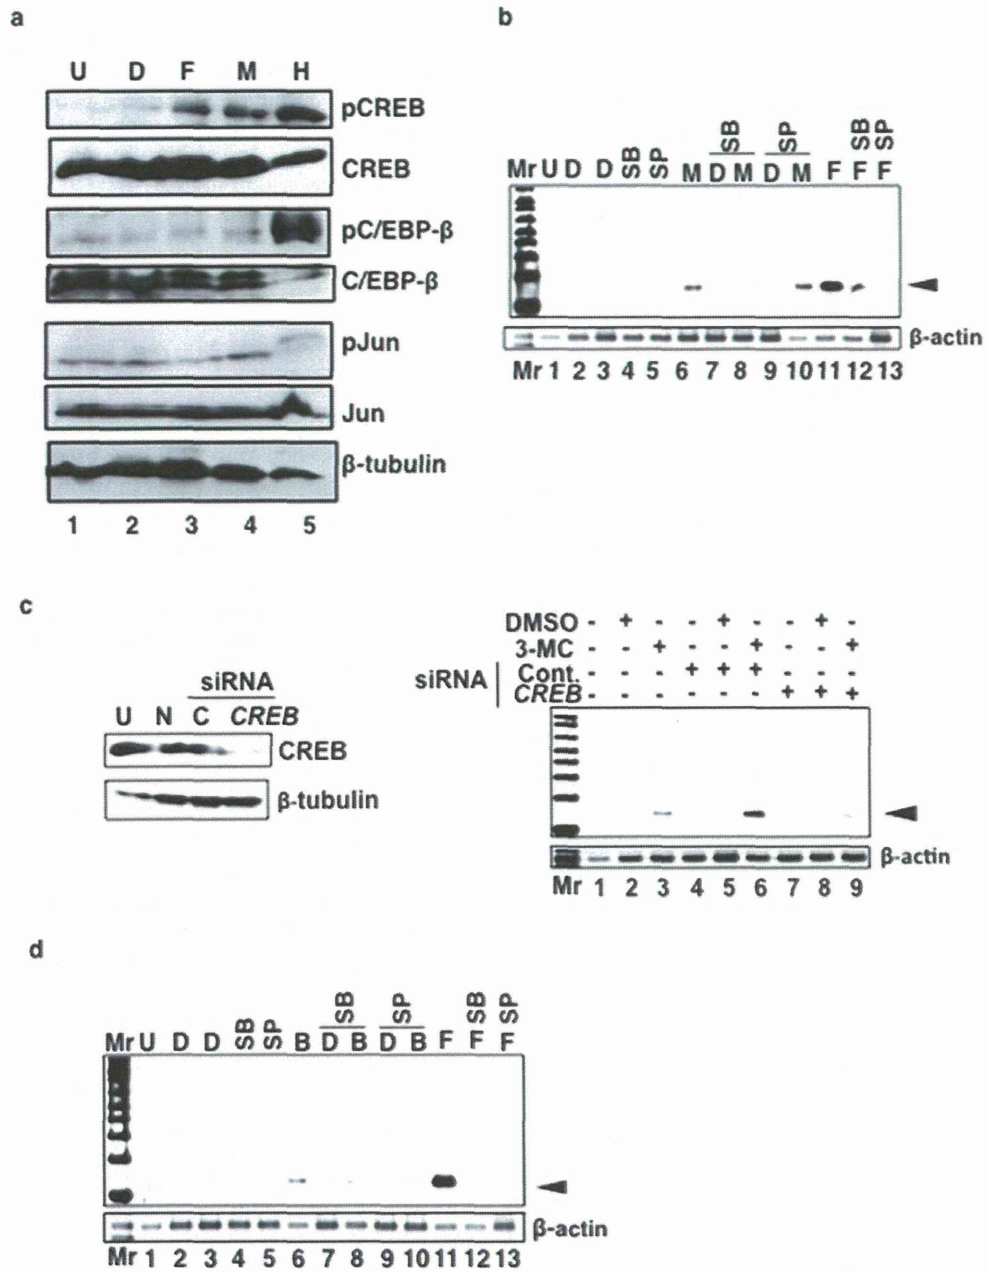 a
U D F M H
pCREB
CREB
pC/EBP-β
C/EBP-β
pJun
Jun
β-tubulin
1 2 3 4 5
b
SB SP SB SP
Mr U D D SB SP M D M D M F F F
β-actin
Mr 1 2 3 4 5 6 7 8 9 10 11 12 13
c
siRNA
U N C CREB
CREB
β-tubulin
DMSO - + - - + - - + -
3-MC - - + - - + - - +
siRNA
Cont. - - - + + + - - -
CREB - - - - - - + + +
β-actin
Mr 1 2 3 4 5 6 7 8 9
d
SB SP SB SP
Mr U D D SB SP B D B D B F F F
β-actin
Mr 1 2 3 4 5 6 7 8 9 10 11 12 13